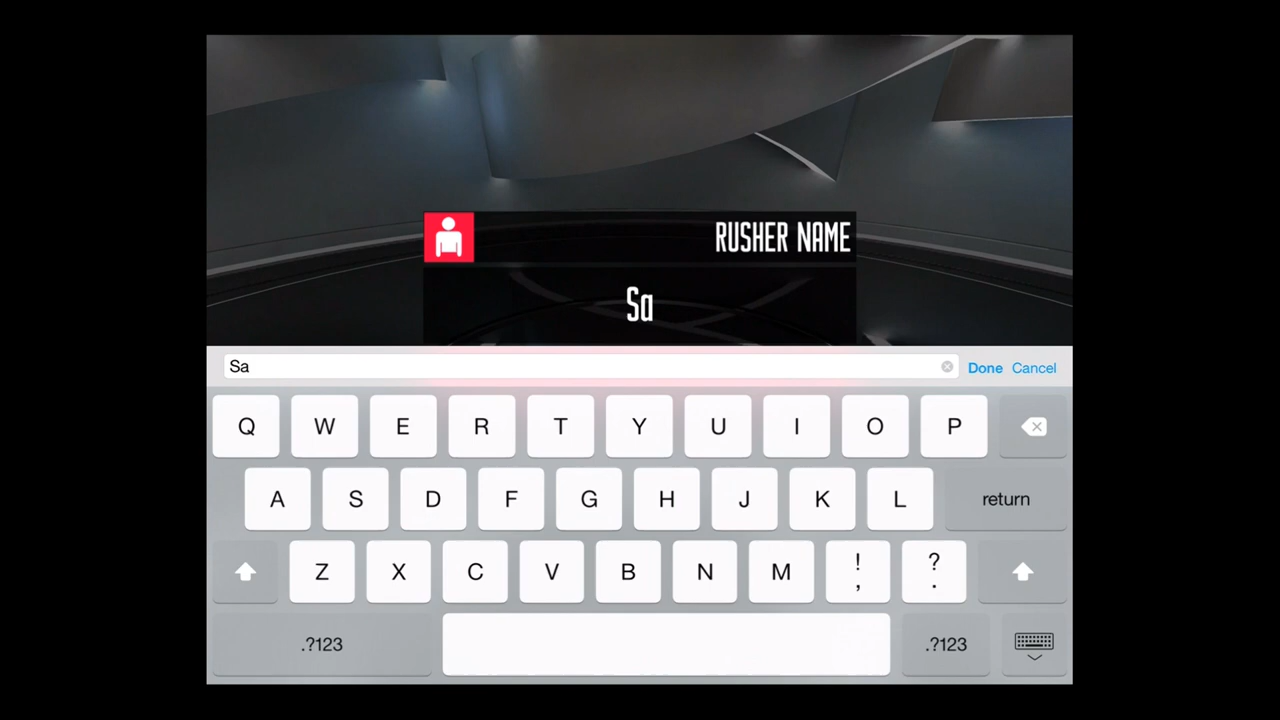 RUSHER NAME
Sa
Sa Done Cancel
Q W E R T Y U I O P
A S D F G H J K L return
Z X C V B N M ! , ? .
.?123 .?123